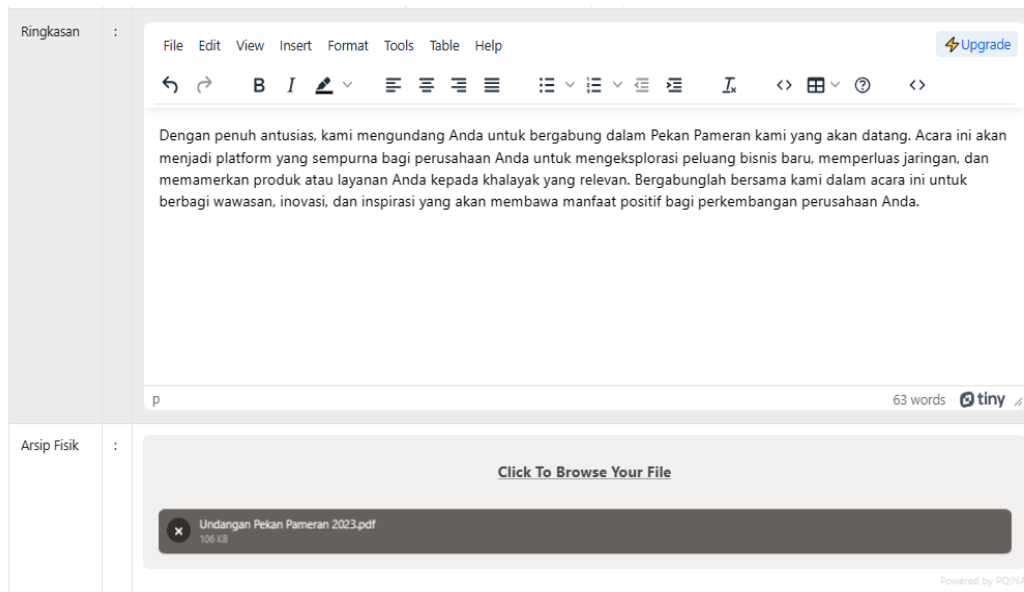 Ringkasan :
File Edit View Insert Format Tools Table Help
Upgrade
Dengan penuh antusias, kami mengundang Anda untuk bergabung dalam Pekan Pameran kami yang akan datang. Acara ini akan
menjadi platform yang sempurna bagi perusahaan Anda untuk mengeksplorasi peluang bisnis baru, memperluas jaringan, dan
memamerkan produk atau layanan Anda kepada khalayak yang relevan. Bergabunglah bersama kami dalam acara ini untuk
berbagi wawasan, inovasi, dan inspirasi yang akan membawa manfaat positif bagi perkembangan perusahaan Anda.
p
63 words tiny
Arsip Fisik :
Click To Browse Your File
Undangan Pekan Pameran 2023.pdf
106 KB
Powered by PQINA